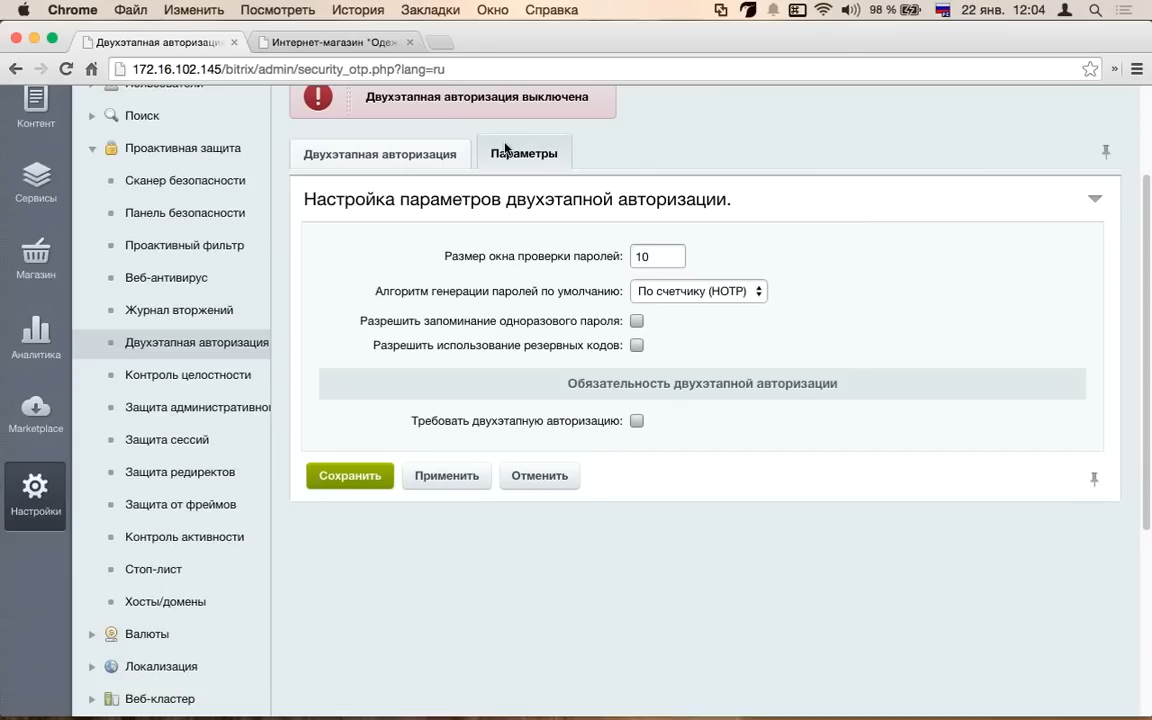 Chrome Файл Изменить Посмотреть История Закладки Окно Справка 98 % 22 янв. 12:04
Двухэтапная авторизаци Интернет-магазин "Одеж
172.16.102.145/bitrix/admin/security_otp.php?lang=ru
Контент
Сервисы
Магазин
Аналитика
Marketplace
Настройки
Пользователи
Поиск
Проактивная защита
Сканер безопасности
Панель безопасности
Проактивный фильтр
Веб-антивирус
Журнал вторжений
Двухэтапная авторизация
Контроль целостности
Защита административно
Защита сессий
Защита редиректов
Защита от фреймов
Контроль активности
Стоп-лист
Хосты/домены
Валюты
Локализация
Веб-кластер
Двухэтапная авторизация выключена
Двухэтапная авторизация Параметры
Настройка параметров двухэтапной авторизации.
Размер окна проверки паролей: 10
Алгоритм генерации паролей по умолчанию: По счетчику (HOTP)
Разрешить запоминание одноразового пароля:
Разрешить использование резервных кодов:
Обязательность двухэтапной авторизации
Требовать двухэтапную авторизацию:
Сохранить Применить Отменить